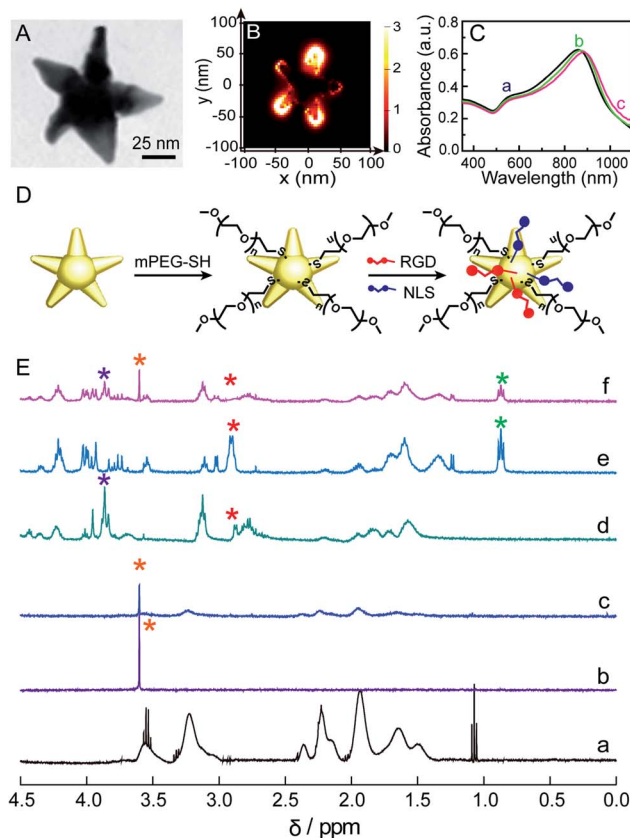 A
25 nm
B
y (nm)
100
50
0
-50
-100
-100
-50
0
50
100
x (nm)
3
2
1
0
C
Absorbance (a.u.)
0.8
0.6
0.4
0.2
0.0
a
b
c
400
600
800
1000
Wavelength (nm)
D
mPEG-SH
RGD
NLS
O
O
O
O
n
n
n
n
S
S
S
S
O
O
O
O
n
n
n
n
S
S
S
S
E
* * * * f
* * e
* * d
* c
* b
a
4.5 4.0 3.5 3.0 2.5 2.0 1.5 1.0 0.5 0.0
δ / ppm